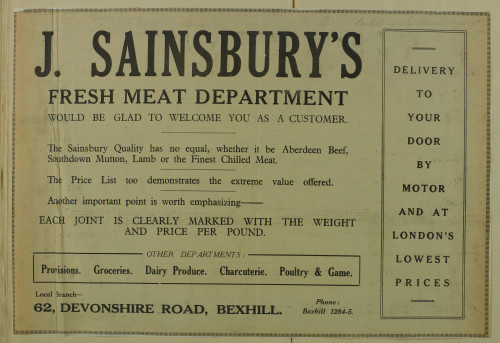 J. SAINSBURY'S
FRESH MEAT DEPARTMENT
WOULD BE GLAD TO WELCOME YOU AS A CUSTOMER.
The Sainsbury Quality has no equal, whether it be Aberdeen Beef,
Southdown Mutton, Lamb or the Finest Chilled Meat.
The Price List too demonstrates the extreme value offered.
Another important point is worth emphasizing—
EACH JOINT IS CLEARLY MARKED WITH THE WEIGHT
AND PRICE PER POUND.
OTHER DEPARTMENTS:
Provisions. Groceries. Dairy Produce. Charcuterie. Poultry & Game.
Local Branch—
62, DEVONSHIRE ROAD, BEXHILL.
Phone:
Bexhill 1284-5.
DELIVERY
TO
YOUR
DOOR
BY
MOTOR
AND AT
LONDON'S
LOWEST
PRICES